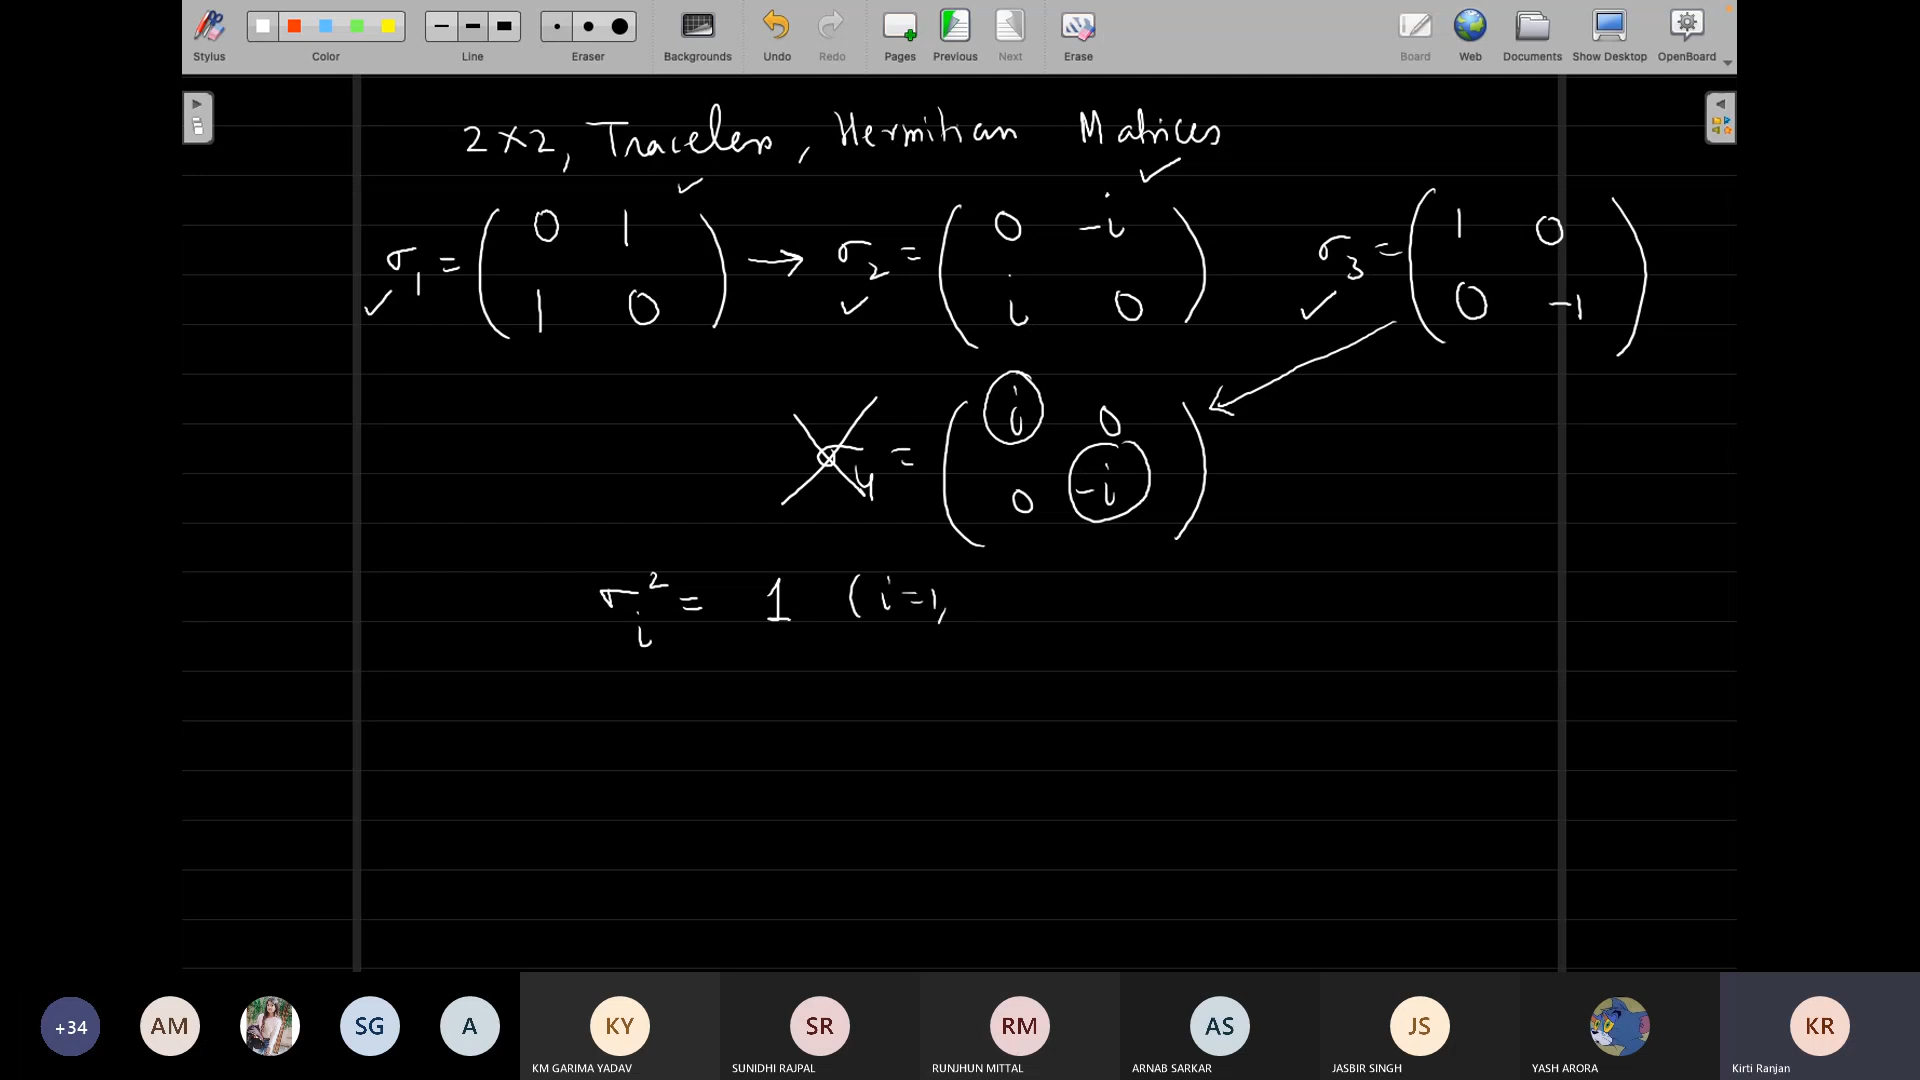 Stylus Color Line Eraser Backgrounds Undo Redo Pages Previous Next Erase Board Web Documents Show Desktop OpenBoard
2×2, Traceless, Hermitian Matrices
σ₁ = ( 0 1 → σ₂ = ( 0 -i σ₃ = ( 1 0
1 0 ) i 0 ) 0 -1 )
σ₄ = ( i 0
0 -i )
σᵢ² = 1 (i=1,
+34 AM SG A KY SR RM AS JS KR
KM GARIMA YADAV SUNIDHI RAJPAL RUNJHUN MITTAL ARNAB SARKAR JASBIR SINGH YASH ARORA Kirti Ranjan